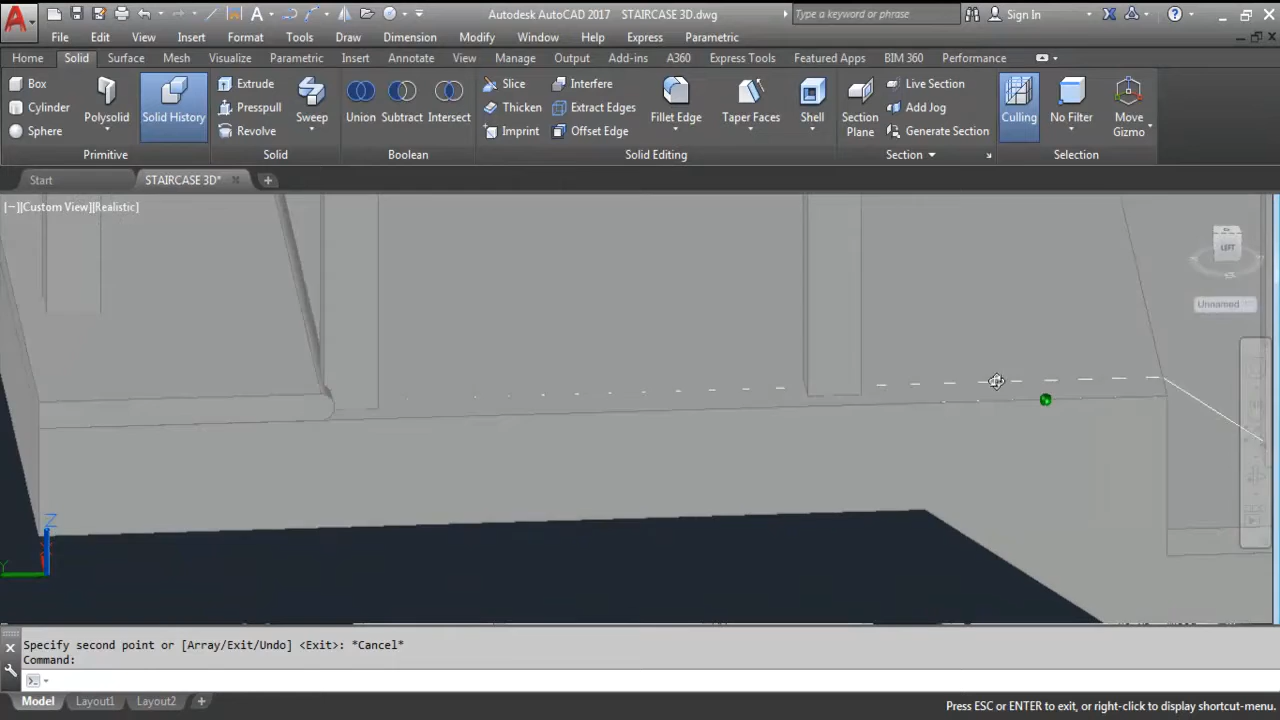 Autodesk AutoCAD 2017 STAIRCASE 3D.dwg Type a keyword or phrase Sign In
File Edit View Insert Format Tools Draw Dimension Modify Window Help Express Parametric
Home Solid Surface Mesh Visualize Parametric Insert Annotate View Manage Output Add-ins A360 Express Tools Featured Apps BIM 360 Performance
Box Extrude Slice Interfere Live Section
Cylinder Presspull Thicken Extract Edges Add Jog
Sphere Revolve Imprint Offset Edge Generate Section
Polysolid Solid History Sweep Union Subtract Intersect Fillet Edge Taper Faces Shell Section Plane Culling No Filter Move Gizmo
Primitive Solid Boolean Solid Editing Section Selection
Start STAIRCASE 3D*
[−][Custom View][Realistic]
LEFT
Unnamed
Z
Y
Specify second point or [Array/Exit/Undo] <Exit>: *Cancel*
Command:
Model Layout1 Layout2
Press ESC or ENTER to exit, or right-click to display shortcut-menu.